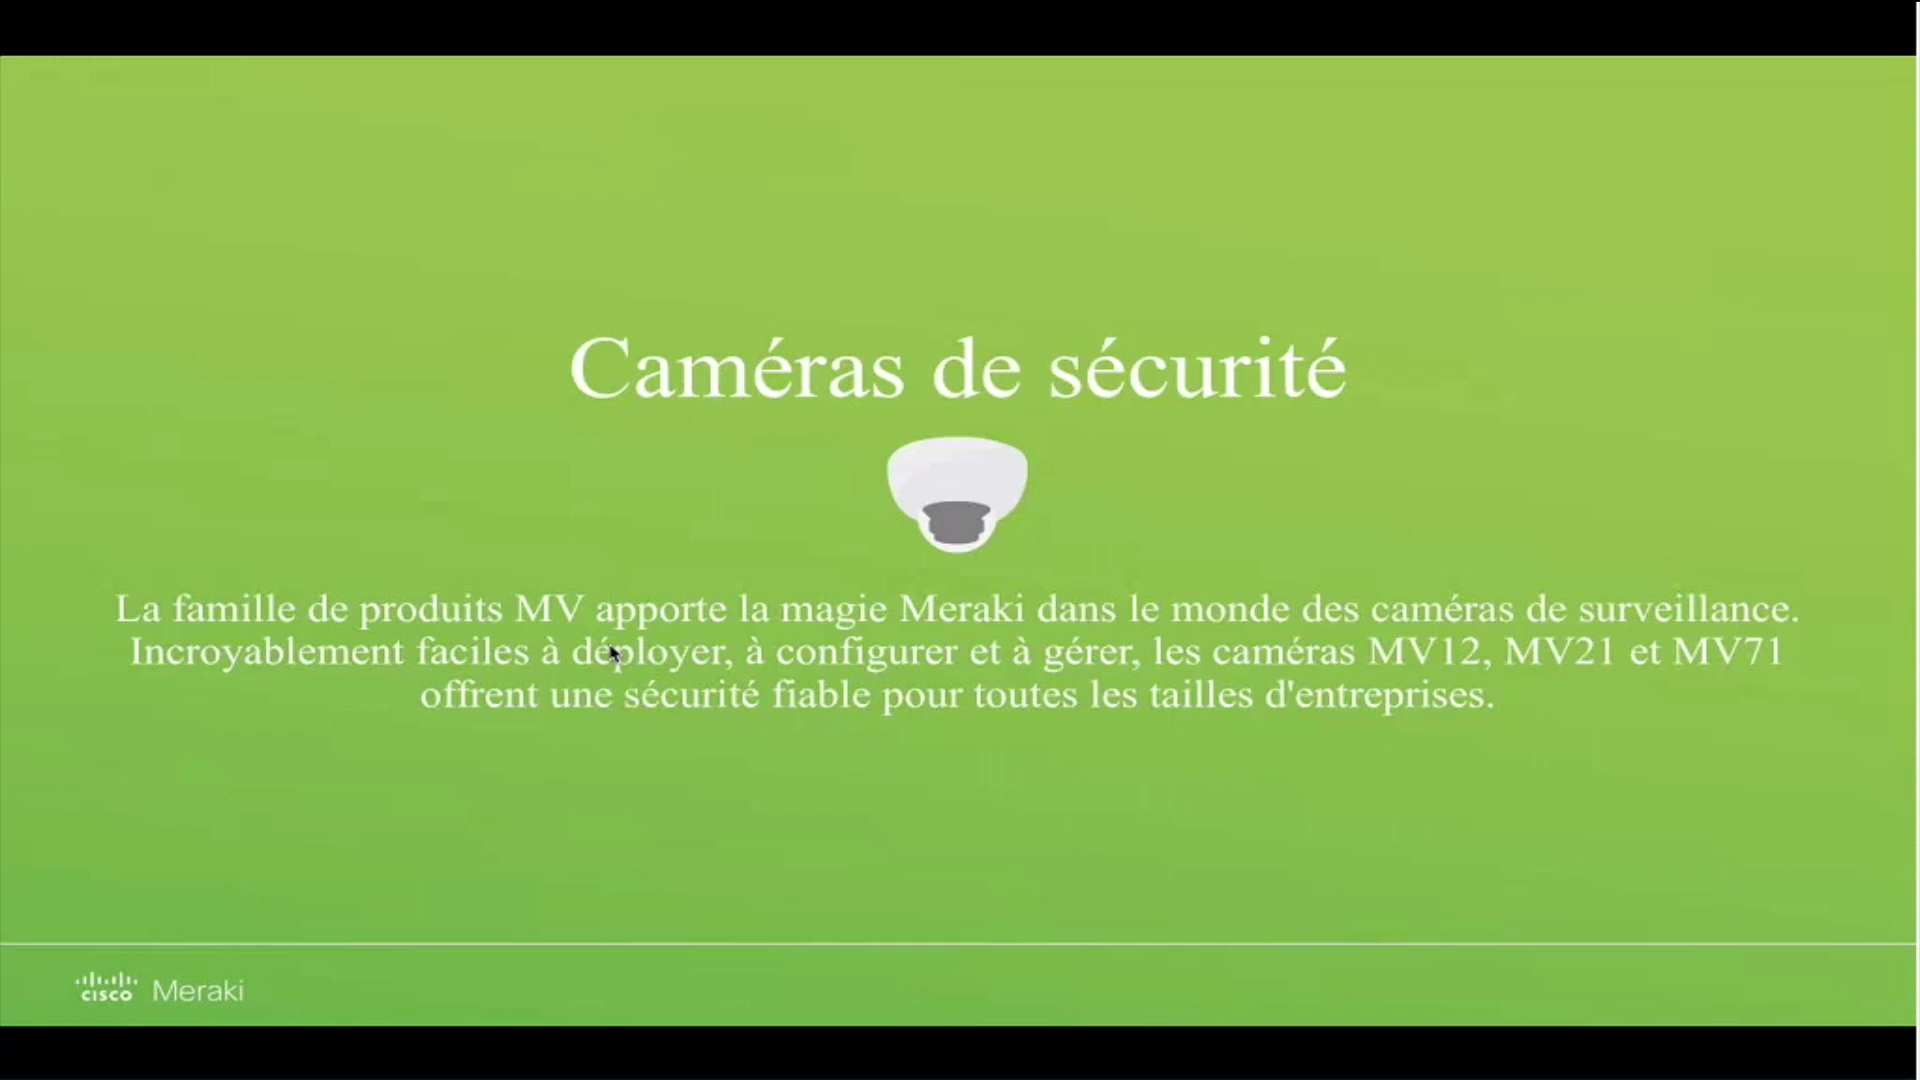 Caméras de sécurité
La famille de produits MV apporte la magie Meraki dans le monde des caméras de surveillance.
Incroyablement faciles à déployer, à configurer et à gérer, les caméras MV12, MV21 et MV71
offrent une sécurité fiable pour toutes les tailles d'entreprises.
cisco Meraki